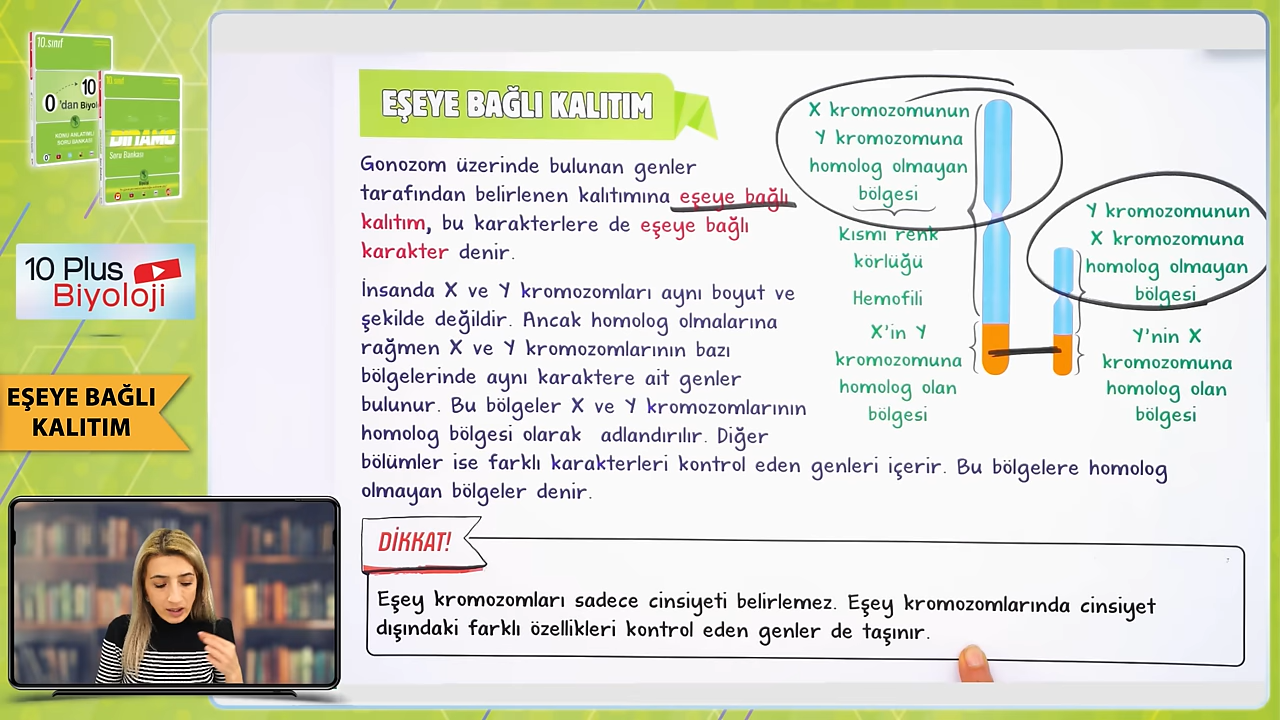 10.sınıf
0'dan 10
Biyoloji
KONU ANLATIMLI
SORU BANKASI
10.sınıf
DİNAMO
Soru Bankası
10 Plus
Biyoloji
EŞEYE BAĞLI
KALITIM
EŞEYE BAĞLI KALITIM
Gonozom üzerinde bulunan genler
tarafından belirlenen kalıtımına eşeye bağlı
kalıtım, bu karakterlere de eşeye bağlı
karakter denir.
İnsanda X ve Y kromozomları aynı boyut ve
şekilde değildir. Ancak homolog olmalarına
rağmen X ve Y kromozomlarının bazı
bölgelerinde aynı karaktere ait genler
bulunur. Bu bölgeler X ve Y kromozomlarının
homolog bölgesi olarak adlandırılır. Diğer
bölümler ise farklı karakterleri kontrol eden genleri içerir. Bu bölgelere homolog
olmayan bölgeler denir.
X kromozomunun
Y kromozomuna
homolog olmayan
bölgesi
Kısmi renk
körlüğü
Hemofili
X'in Y
kromozomuna
homolog olan
bölgesi
Y kromozomunun
X kromozomuna
homolog olmayan
bölgesi
Y'nin X
kromozomuna
homolog olan
bölgesi
DİKKAT!
Eşey kromozomları sadece cinsiyeti belirlemez. Eşey kromozomlarında cinsiyet
dışındaki farklı özellikleri kontrol eden genler de taşınır.